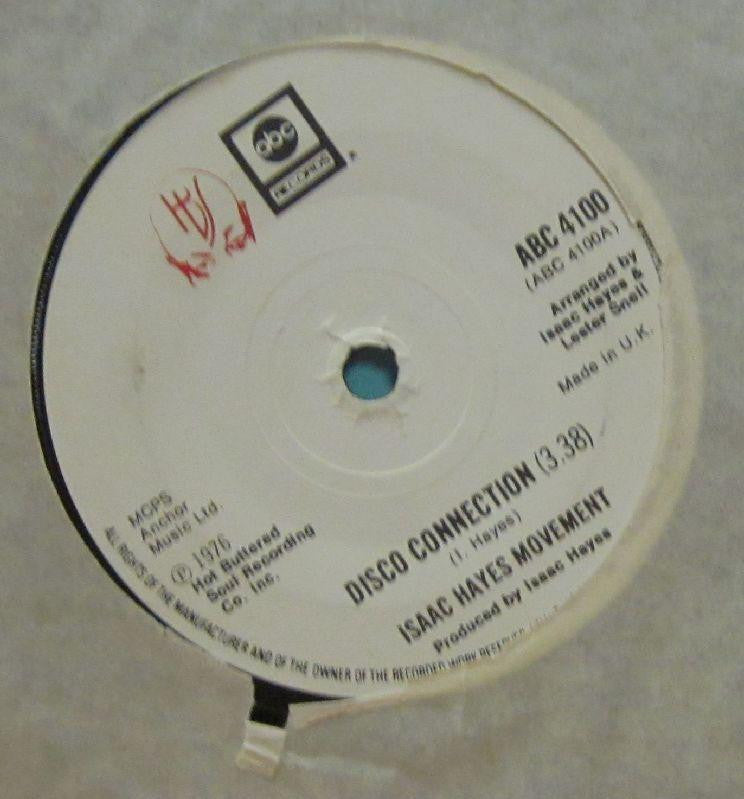 abc
RECORDS
ABC 4100
(ABC 4100A)
Arranged by
Isaac Hayes &
Lester Snell
Made in U.K.
MCPS
Anchor
Music Ltd.
℗ 1976
Hot Buttered
Soul Recording
Co. Inc.
DISCO CONNECTION (3.38)
(I. Hayes)
ISAAC HAYES MOVEMENT
Produced by Isaac Hayes
ALL RIGHTS OF THE MANUFACTURER AND OF THE OWNER OF THE RECORDED WORK RESERVED